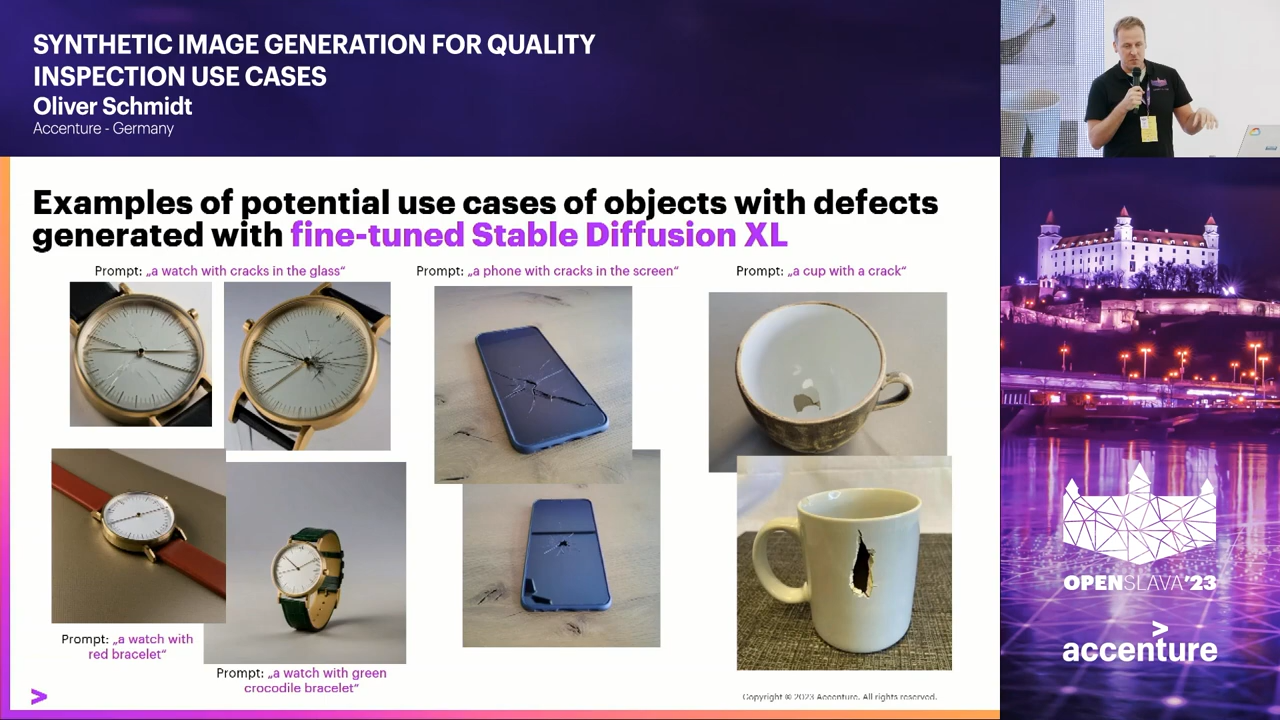 SYNTHETIC IMAGE GENERATION FOR QUALITY
INSPECTION USE CASES
Oliver Schmidt
Accenture - Germany
Examples of potential use cases of objects with defects
generated with fine-tuned Stable Diffusion XL
Prompt: „a watch with cracks in the glass“
Prompt: „a phone with cracks in the screen“
Prompt: „a cup with a crack“
Prompt: „a watch with
red bracelet“
Prompt: „a watch with green
crocodile bracelet“
Copyright © 2023 Accenture. All rights reserved.
OPENSLAVA'23
accenture